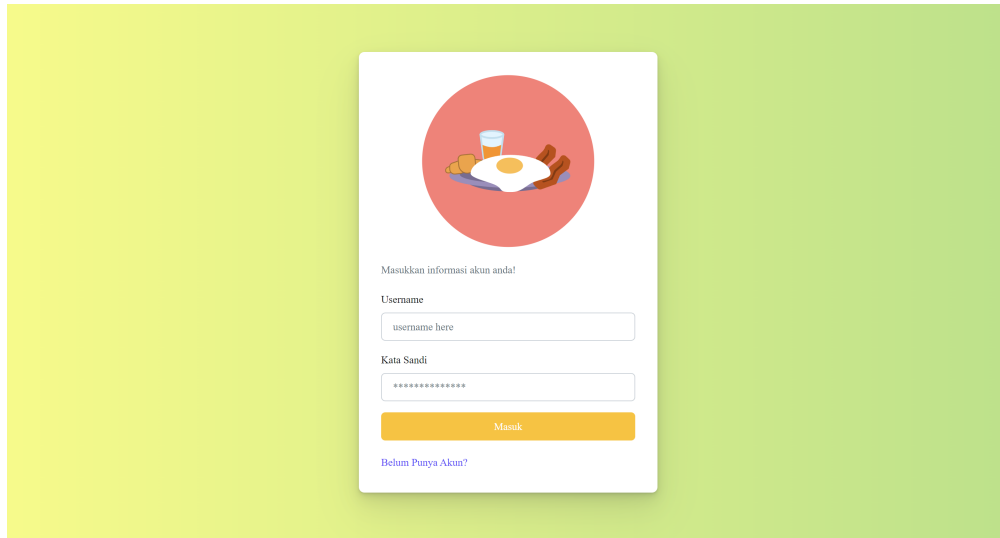 Masukkan informasi akun anda!
Username
username here
Kata Sandi
**************
Masuk
Belum Punya Akun?